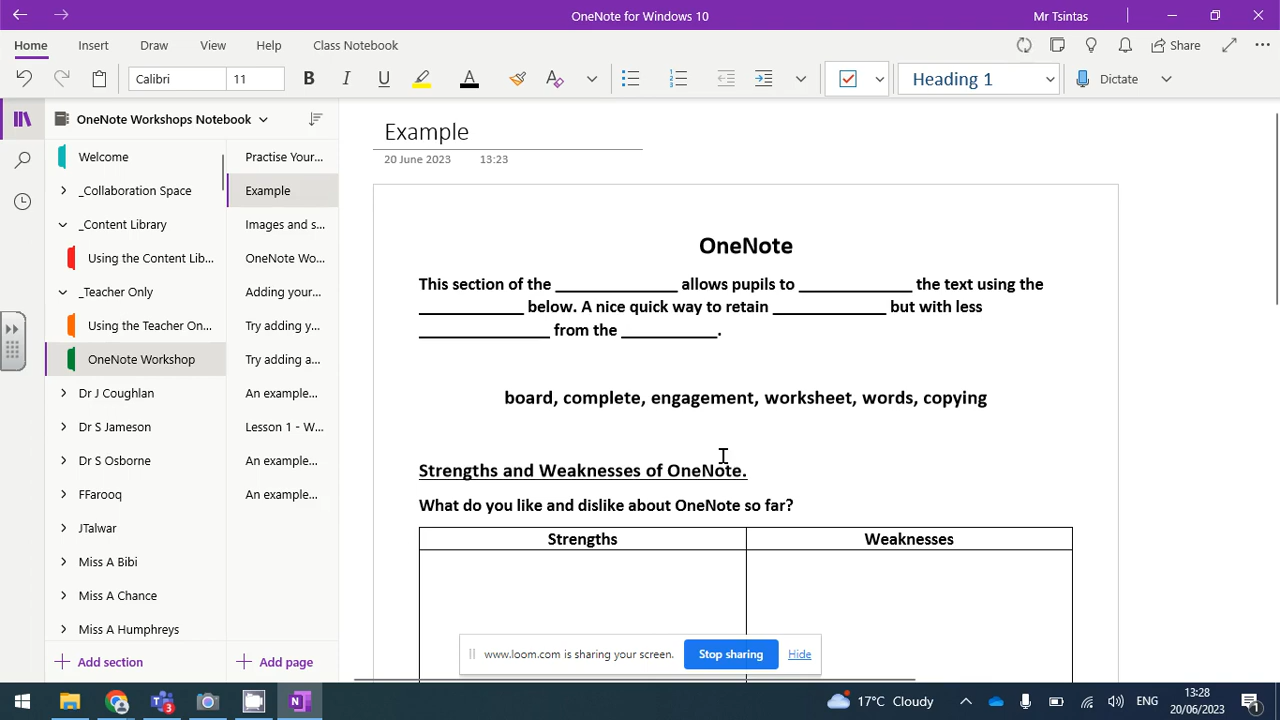 OneNote for Windows 10
Mr Tsintas
Home Insert Draw View Help Class Notebook
Share
Calibri 11 B I U A A Heading 1 Dictate
OneNote Workshops Notebook
Welcome
_Collaboration Space
_Content Library
Using the Content Lib...
_Teacher Only
Using the Teacher On...
OneNote Workshop
Dr J Coughlan
Dr S Jameson
Dr S Osborne
FFarooq
JTalwar
Miss A Bibi
Miss A Chance
Miss A Humphreys
Add section
Practise Your...
Example
Images and s...
OneNote Wo...
Adding your...
Try adding y...
Try adding a...
An example...
Lesson 1 - W...
An example...
An example...
Add page
Example
20 June 2023 13:23
OneNote
This section of the ______________ allows pupils to _____________ the text using the
____________ below. A nice quick way to retain _____________ but with less
_______________ from the ___________.
board, complete, engagement, worksheet, words, copying
Strengths and Weaknesses of OneNote.
What do you like and dislike about OneNote so far?
Strengths Weaknesses
www.loom.com is sharing your screen. Stop sharing Hide
17°C Cloudy
ENG
13:28
20/06/2023
1
3